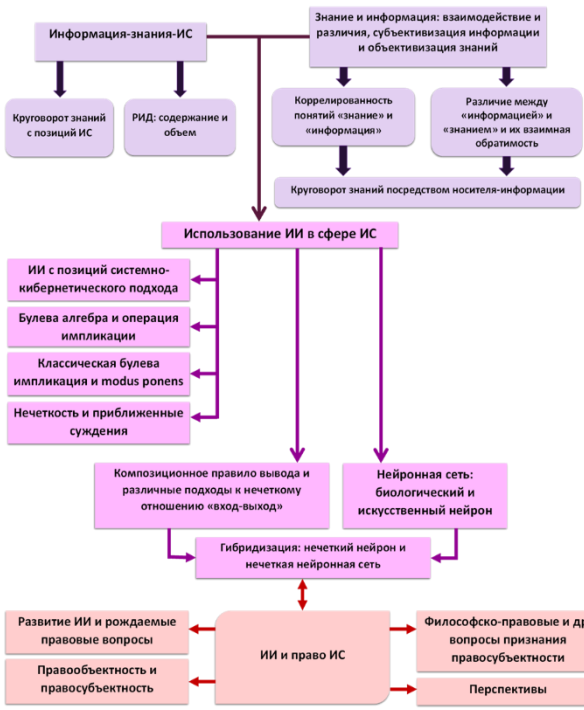 Информация-знания-ИС
Знание и информация: взаимодействие и
различия, субъективизация информации
и объективизация знаний
Круговорот знаний
с позиций ИС
РИД: содержание и
объем
Коррелированность
понятий «знание» и
«информация»
Различие между
«информацией» и
«знанием» и их взаимная
обратимость
Круговорот знаний посредством носителя-информации
Использование ИИ в сфере ИС
ИИ с позиций системно-
кибернетического подхода
Булева алгебра и операция
импликации
Классическая булева
импликация и modus ponens
Нечеткость и приближенные
суждения
Композиционное правило вывода и
различные подходы к нечеткому
отношению «вход-выход»
Нейронная сеть:
биологический и
искусственный нейрон
Гибридизация: нечеткий нейрон и
нечеткая нейронная сеть
Развитие ИИ и рождаемые
правовые вопросы
Правообъектность и
правосубъектность
ИИ и право ИС
Философско-правовые и др
вопросы признания
правосубъектности
Перспективы